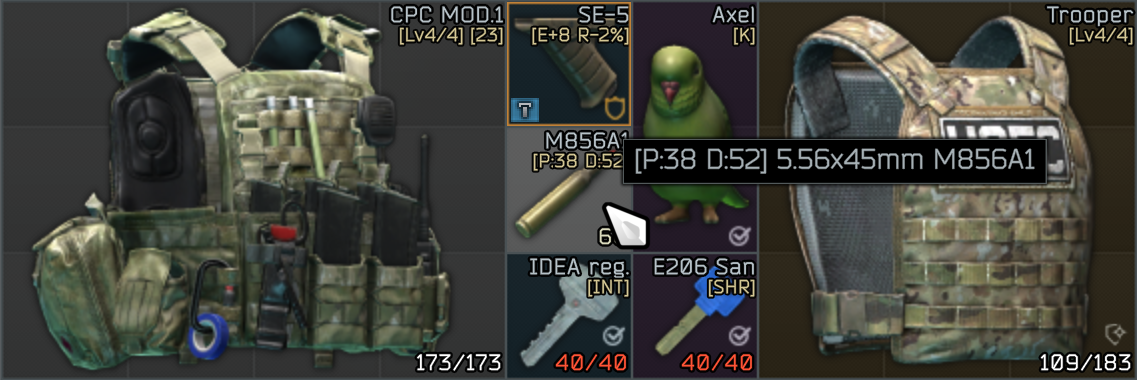 CPC MOD.1
[Lv4/4] [23]
173/173
SE-5
[E+8 R-2%]
T
Axel
[K]
M856A1
[P:38 D:52]
[P:38 D:52] 5.56x45mm M856A1
IDEA reg.
[INT]
40/40
E206 San
[SHR]
40/40
Trooper
[Lv4/4]
109/183